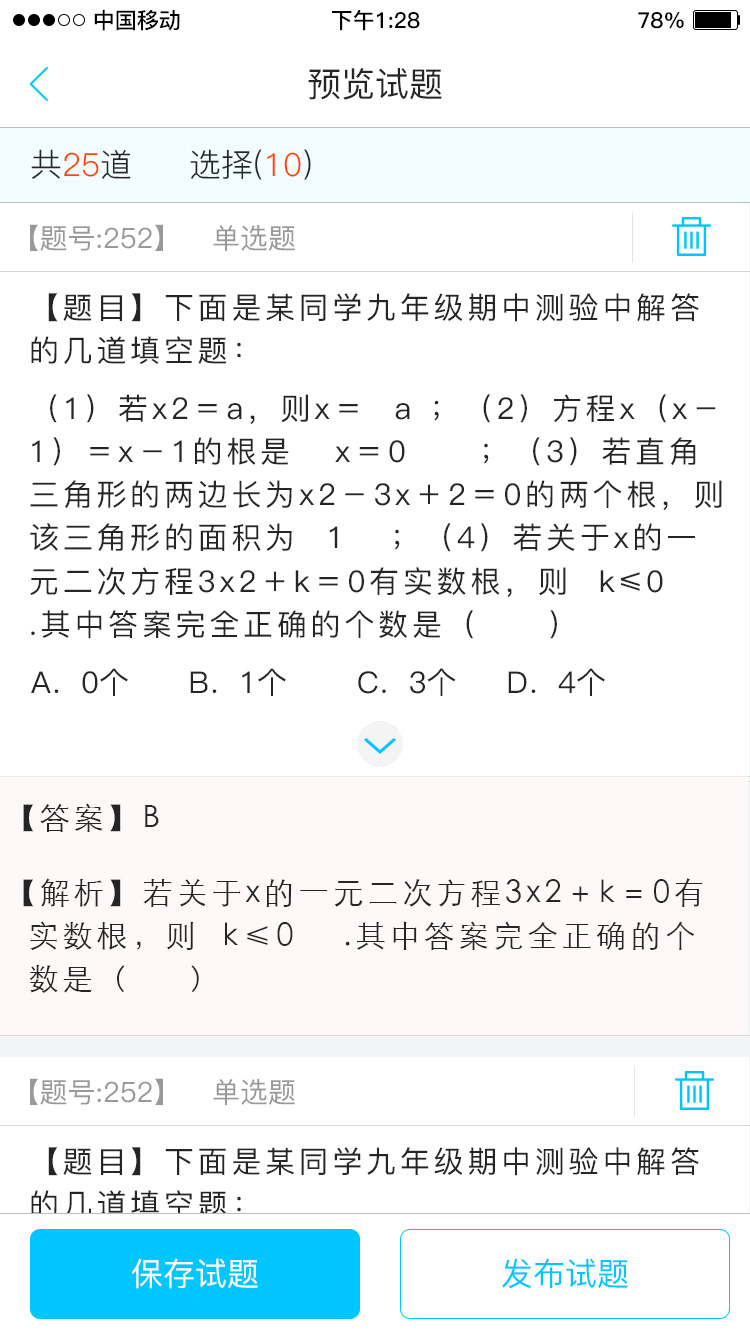 中国移动 下午1:28 78%
预览试题
共25道 选择(10)
【题号:252】 单选题
【题目】下面是某同学九年级期中测验中解答
的几道填空题：
（1）若x2＝a，则x＝ a ；（2）方程x（x－
1）＝x－1的根是 x＝0 ；（3）若直角
三角形的两边长为x2－3x＋2＝0的两个根，则
该三角形的面积为 1 ；（4）若关于x的一
元二次方程3x2＋k＝0有实数根，则 k≤0
.其中答案完全正确的个数是（ ）
A. 0个 B. 1个 C. 3个 D. 4个
【答案】B
【解析】若关于x的一元二次方程3x2＋k＝0有
实数根，则 k≤0 .其中答案完全正确的个
数是（ ）
【题号:252】 单选题
【题目】下面是某同学九年级期中测验中解答
的几道填空题：
保存试题 发布试题